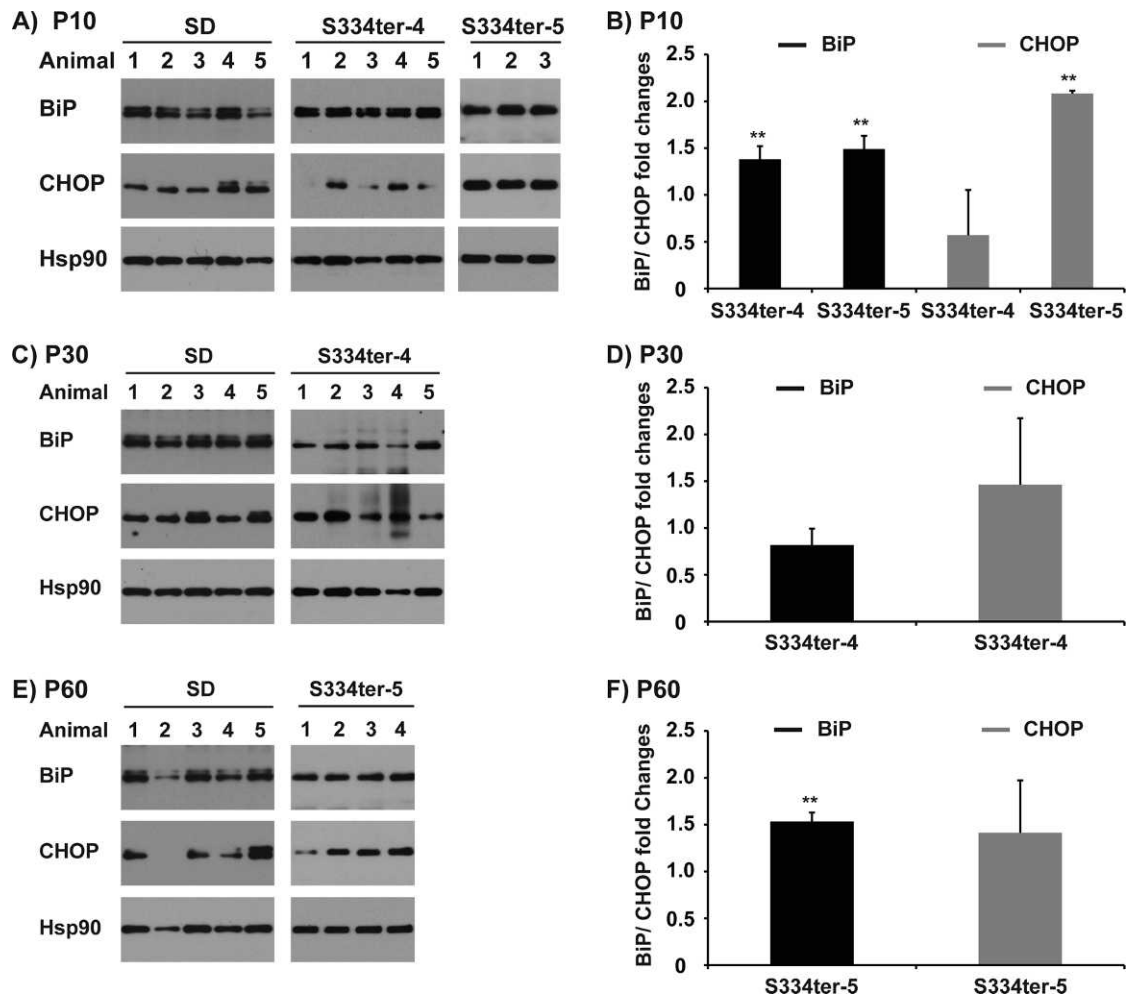 A) P10
SD
S334ter-4
S334ter-5
Animal 1 2 3 4 5 1 2 3 4 5 1 2 3
BiP
CHOP
Hsp90
B) P10
BiP CHOP
BiP/ CHOP fold changes
2.5
2.0
1.5
1.0
0.5
0
** ** **
S334ter-4 S334ter-5 S334ter-4 S334ter-5
C) P30
SD
S334ter-4
Animal 1 2 3 4 5 1 2 3 4 5
BiP
CHOP
Hsp90
D) P30
BiP CHOP
BiP/ CHOP fold changes
2.5
2.0
1.5
1.0
0.5
0
S334ter-4 S334ter-4
E) P60
SD
S334ter-5
Animal 1 2 3 4 5 1 2 3 4
BiP
CHOP
Hsp90
F) P60
BiP CHOP
BiP/ CHOP fold Changes
2.5
2.0
1.5
1.0
0.5
0
**
S334ter-5 S334ter-5